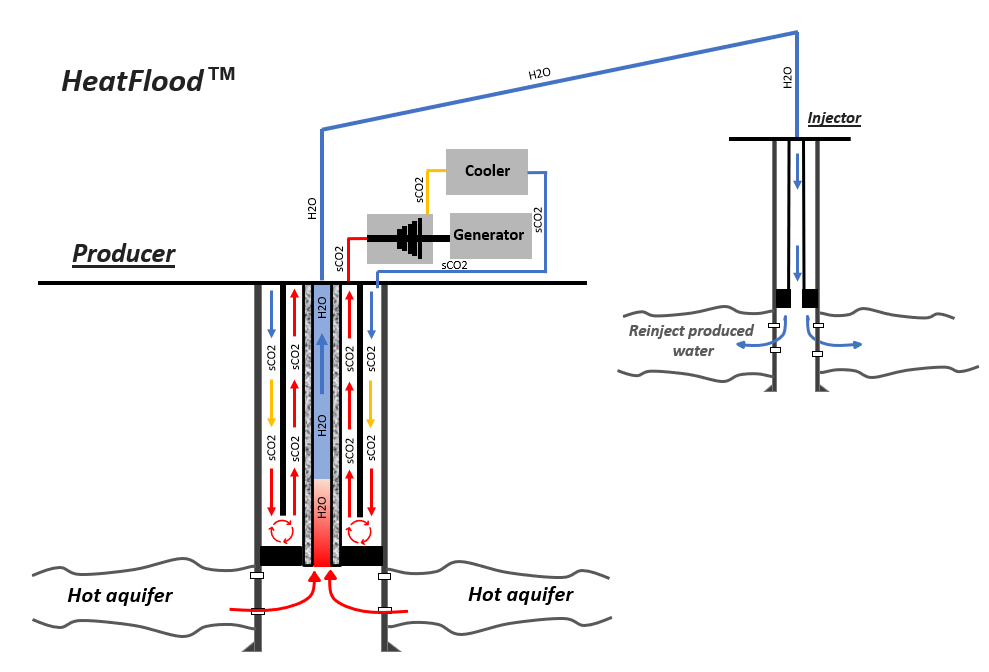 HeatFlood™
H2O
H2O
Injector
Cooler
sCO2
H2O
sCO2
Generator
sCO2
sCO2
Producer
H2O
Reinject produced
water
sCO2
sCO2
sCO2
sCO2
H2O
sCO2
sCO2
sCO2
sCO2
H2O
Hot aquifer
Hot aquifer